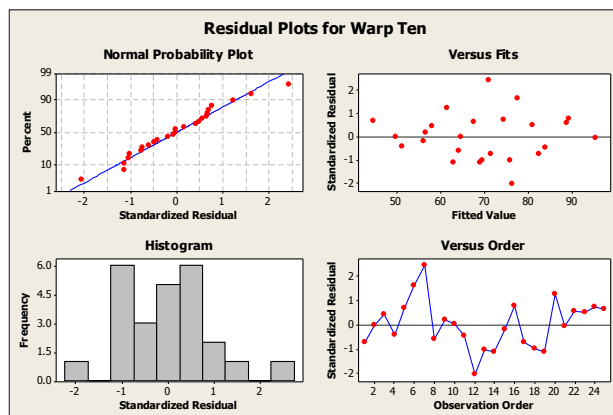 Residual Plots for Warp Ten
Normal Probability Plot
Percent
99
90
50
10
1
-2 -1 0 1 2
Standardized Residual
Versus Fits
Standardized Residual
2
1
0
-1
-2
50 60 70 80 90
Fitted Value
Histogram
Frequency
6.0
4.5
3.0
1.5
0.0
-2 -1 0 1 2
Standardized Residual
Versus Order
Standardized Residual
2
1
0
-1
-2
2 4 6 8 10 12 14 16 18 20 22 24
Observation Order